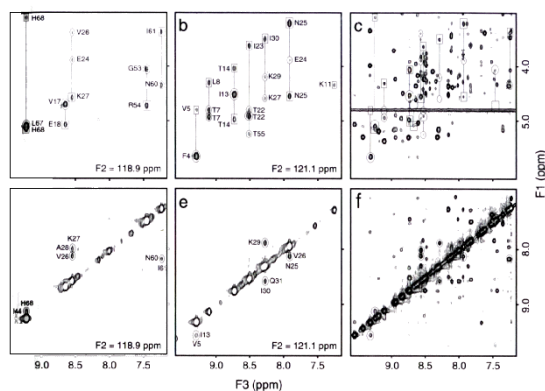 b
c
H68
V26
E24
K27
V17
E18
L67
H68
I61
G53
N60
R54
F2 = 118.9 ppm
V5
F4
L8
T7
T7
T14
I13
T14
I23
T22
T22
T55
I30
K29
K27
N25
E24
N25
K11
F2 = 121.1 ppm
4.0
5.0
F1 (ppm)
e
f
K27
A28
V26
H68
N60
F2 = 118.9 ppm
K29
V26
N25
Q31
I30
I13
V5
F2 = 121.1 ppm
8.0
9.0
9.0 8.5 8.0 7.5
9.0 8.5 8.0 7.5
9.0 8.5 8.0 7.5
F3 (ppm)